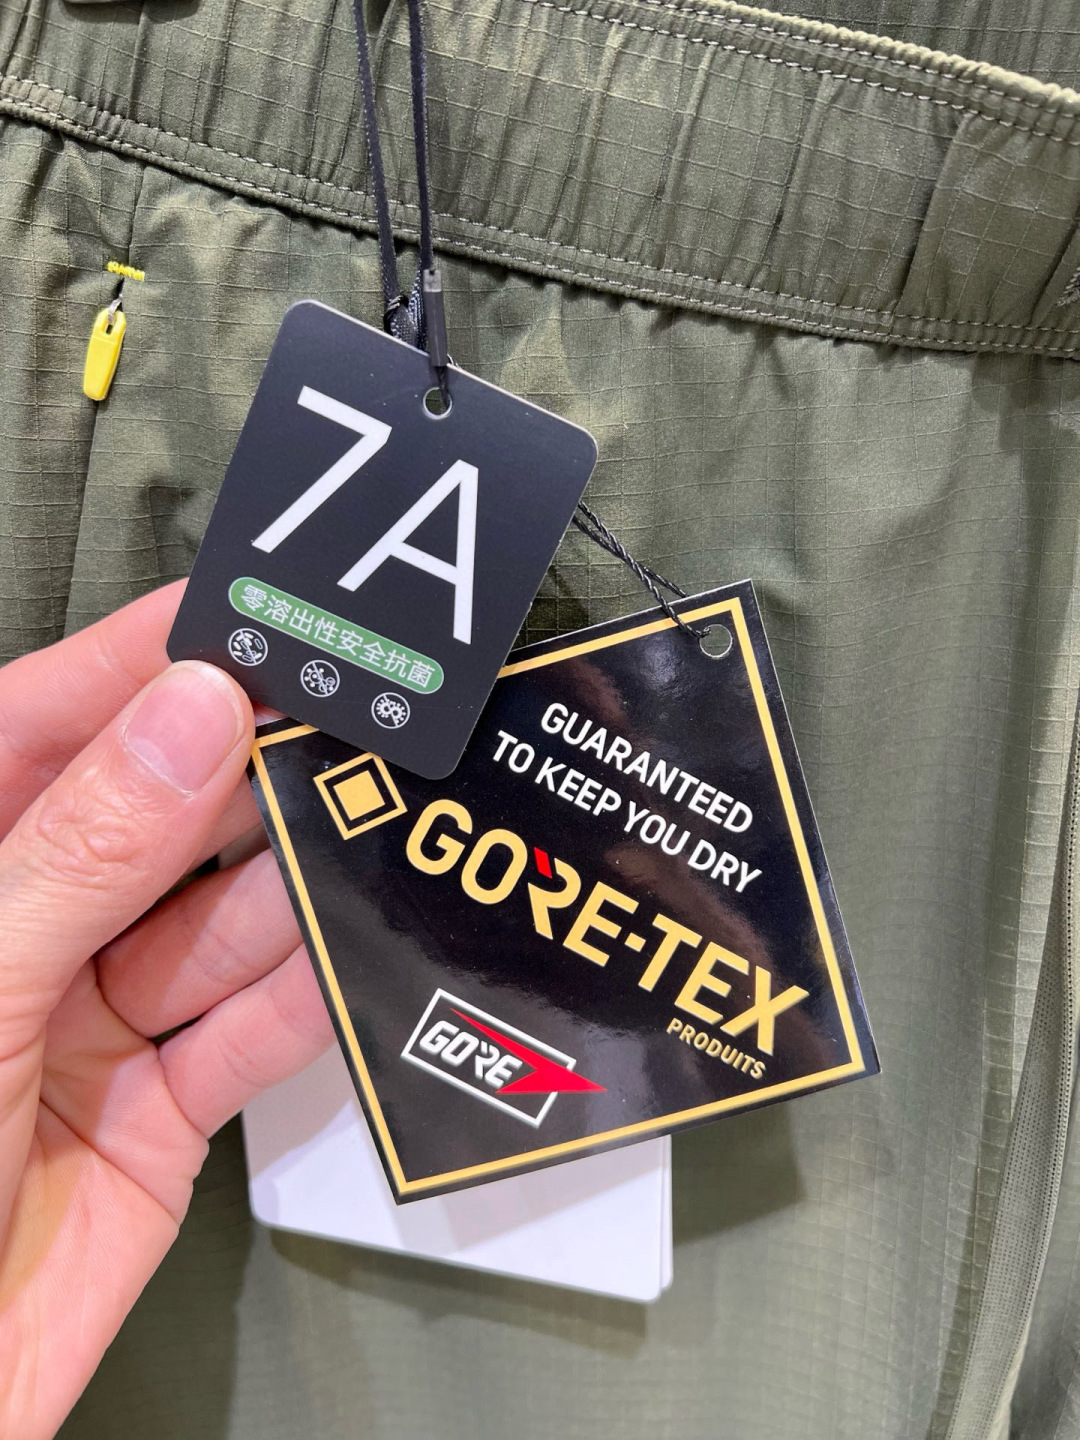 7A
零溶出性安全抗菌
GUARANTEED
TO KEEP YOU DRY
GORE-TEX
PRODUITS
GORE